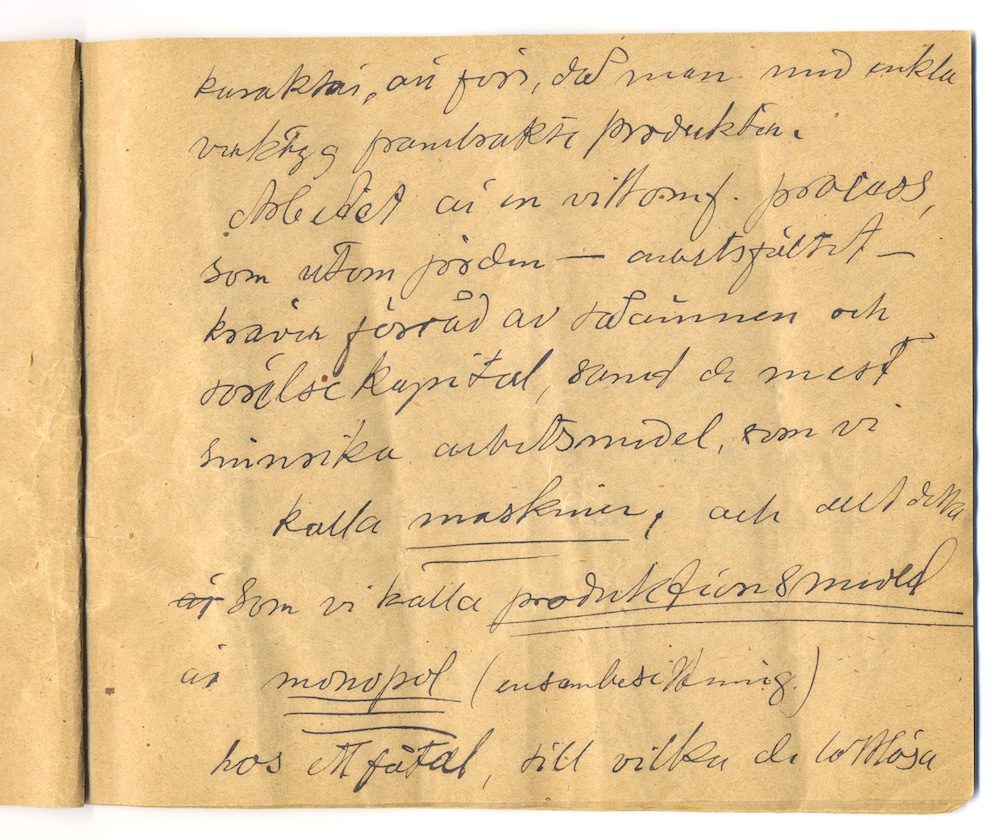 karaktär, än förr, då man med enkla
verktyg frambrakte produkten.
Arbetet är en vittomf. process,
som utom jorden — arbetsfältet —
kräver förråd av råämnen och
rörelsekapital, samt de mest
sinnrika arbetsmedel, som vi
kalla maskiner, och allt detta
är som vi kalla produktionsmedel
är monopol (ensambesittning.)
hos ett fåtal, till vilka de lottlösa